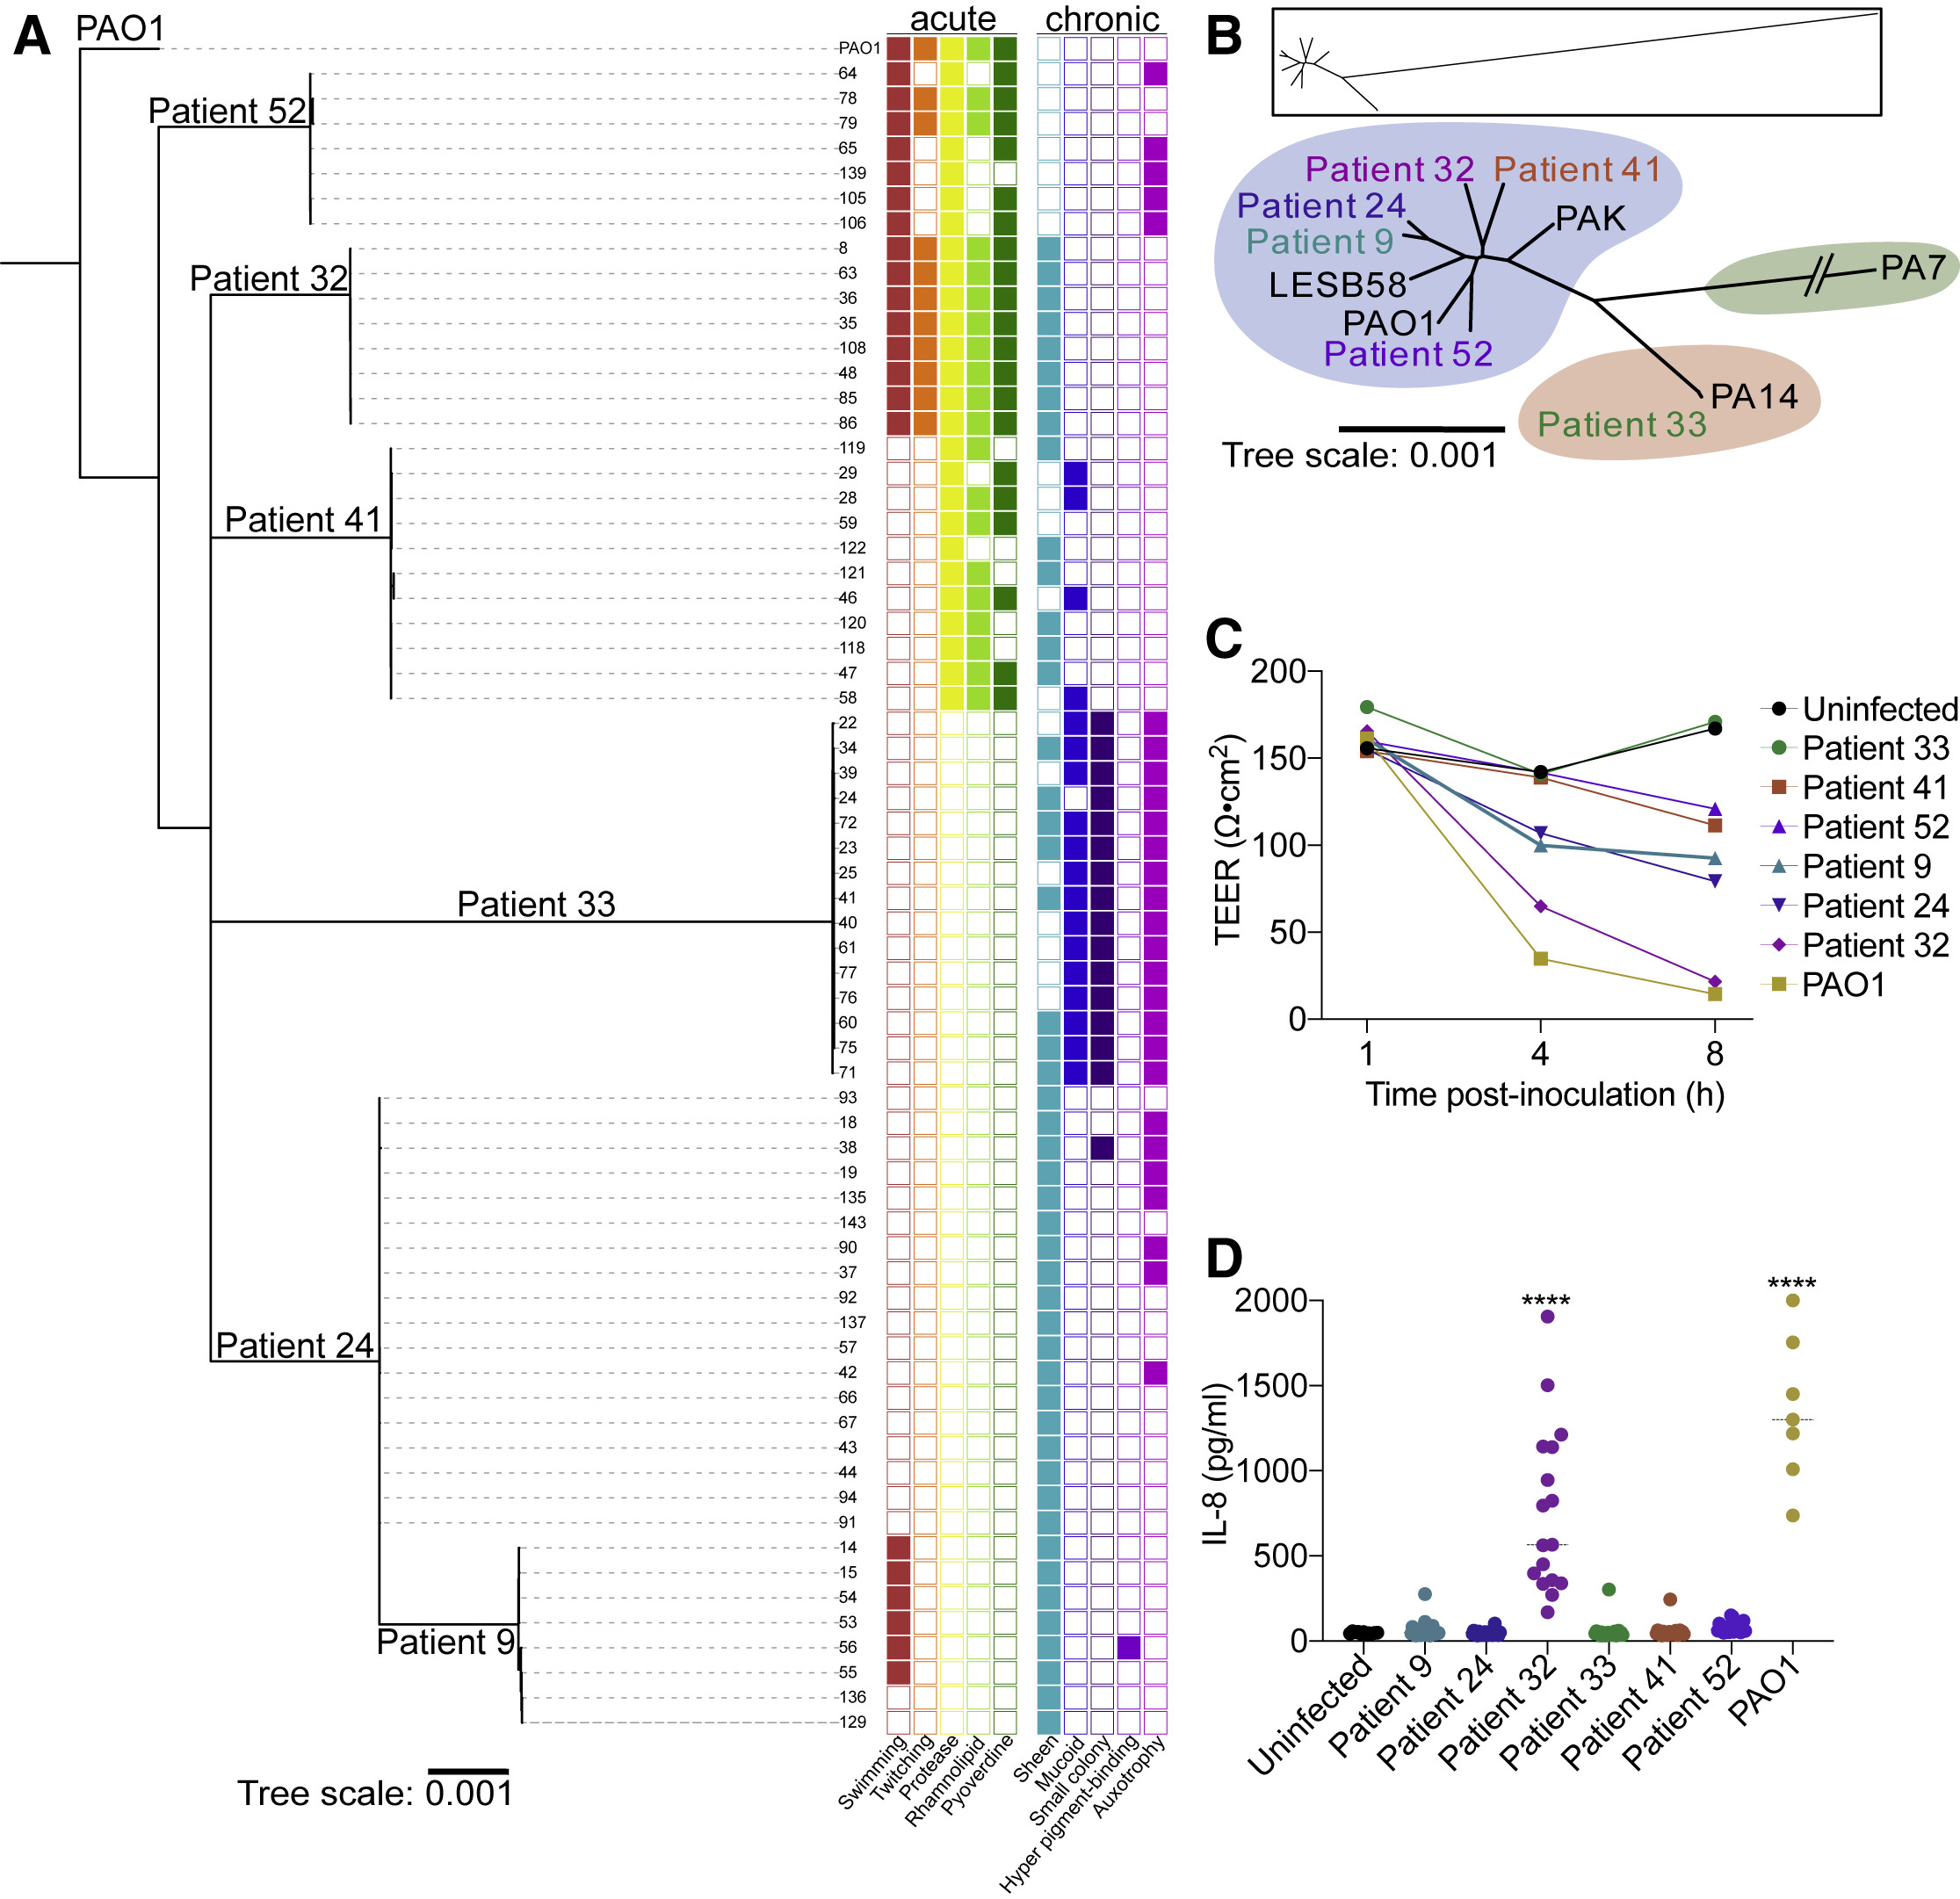 A
PAO1
acute
chronic
PAO1
64
78
Patient 52
79
65
139
105
106
8
63
Patient 32
36
35
108
48
85
86
119
29
28
Patient 41
59
122
121
46
120
118
47
58
22
34
39
24
72
23
25
41
Patient 33
40
61
77
76
60
75
71
93
18
38
19
135
143
90
37
92
137
Patient 24
57
42
66
67
43
44
94
91
14
15
54
53
Patient 9
56
55
136
129
Tree scale: 0.001
Swimming
Twitching
Protease
Rhamnolipid
Pyoverdine
Sheen
Mucoid
Small colony
Hyper pigment-binding
Auxotrophy
B
Patient 32
Patient 41
Patient 24
PAK
Patient 9
PA7
LESB58
PAO1
Patient 52
PA14
Patient 33
Tree scale: 0.001
C
200
150
100
50
0
TEER (Ω•cm2)
1
4
8
Time post-inoculation (h)
Uninfected
Patient 33
Patient 41
Patient 52
Patient 9
Patient 24
Patient 32
PAO1
D
2000
1500
1000
500
0
IL-8 (pg/ml)
****
****
Uninfected
Patient 9
Patient 24
Patient 32
Patient 33
Patient 41
Patient 52
PAO1